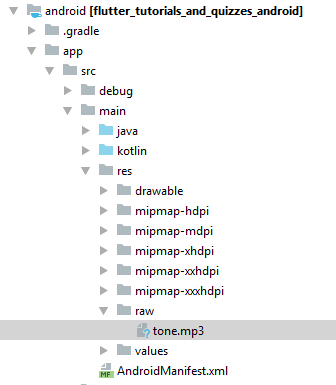 android [flutter_tutorials_and_quizzes_android]
.gradle
app
src
debug
main
java
kotlin
res
drawable
mipmap-hdpi
mipmap-mdpi
mipmap-xhdpi
mipmap-xxhdpi
mipmap-xxxhdpi
raw
tone.mp3
values
AndroidManifest.xml